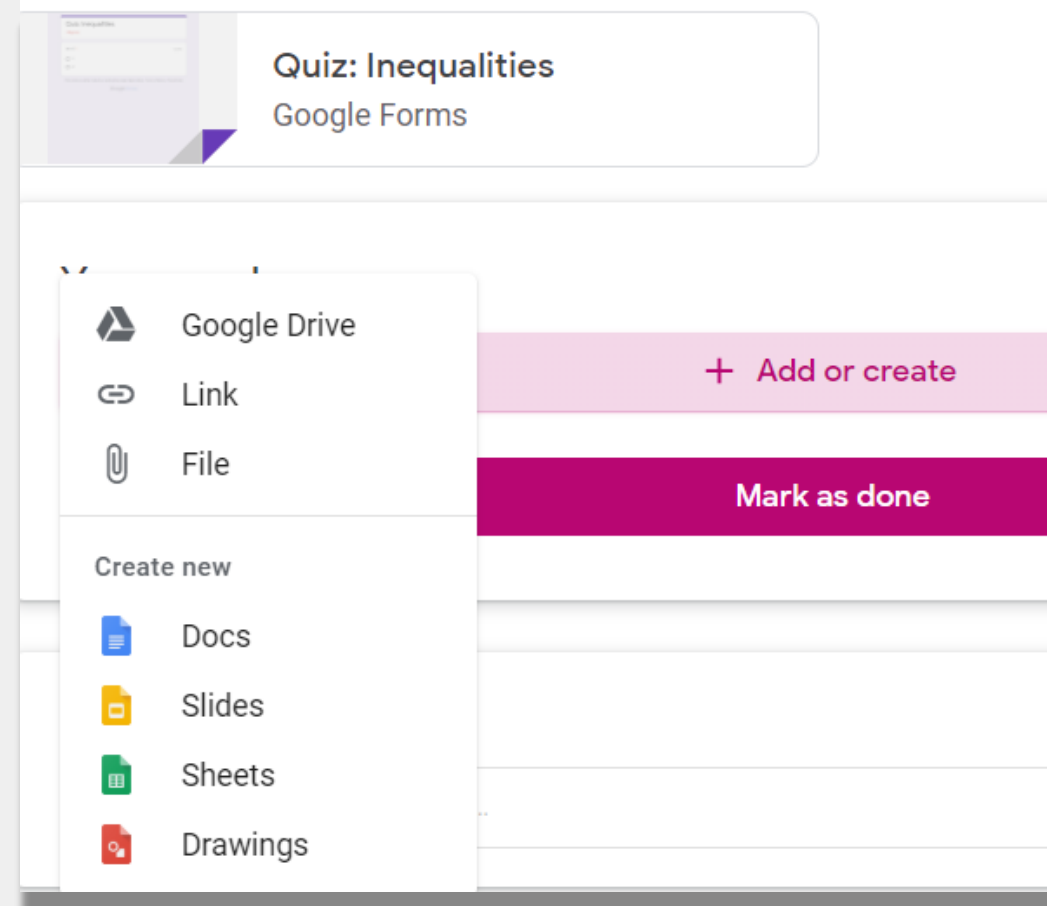 Quiz: Inequalities
Google Forms
Google Drive
+ Add or create
Link
File
Mark as done
Create new
Docs
Slides
Sheets
Drawings